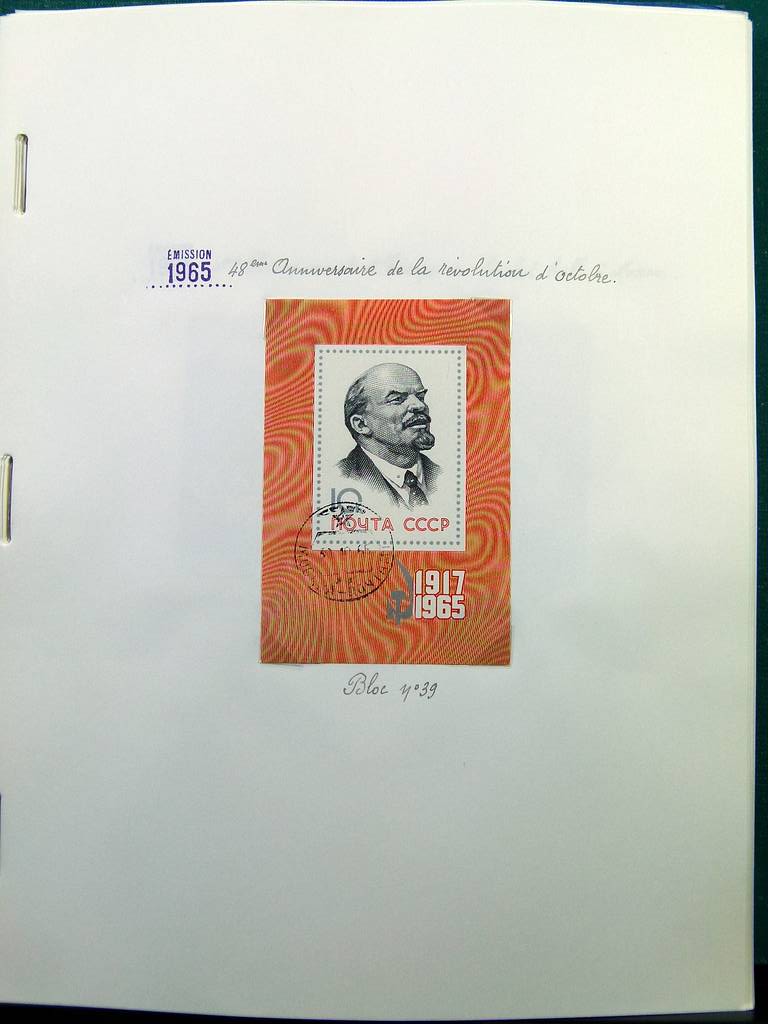 ÉMISSION
1965
48ème Anniversaire de la révolution d'octobre.
10
ПОЧТА СССР
1917
1965
Bloc n°39